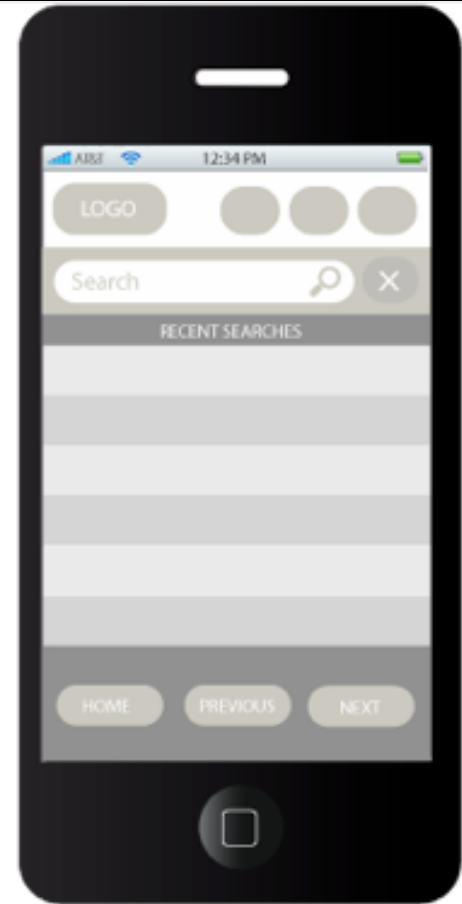 AT&T 12:34 PM
LOGO
Search
RECENT SEARCHES
HOME PREVIOUS NEXT